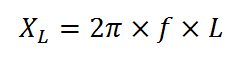 X_L = 2π × f × L